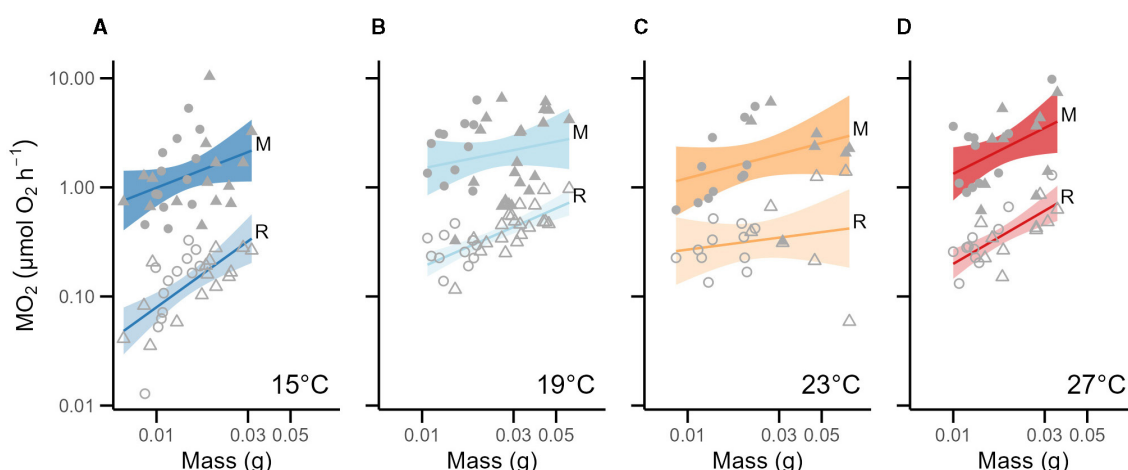 A B C D
MO₂ (μmol O₂ h⁻¹)
10.00
1.00
0.10
0.01
M
R
15°C
M
R
19°C
M
R
23°C
M
R
27°C
0.01 0.03 0.05
0.01 0.03 0.05
0.01 0.03 0.05
0.01 0.03 0.05
Mass (g)
Mass (g)
Mass (g)
Mass (g)